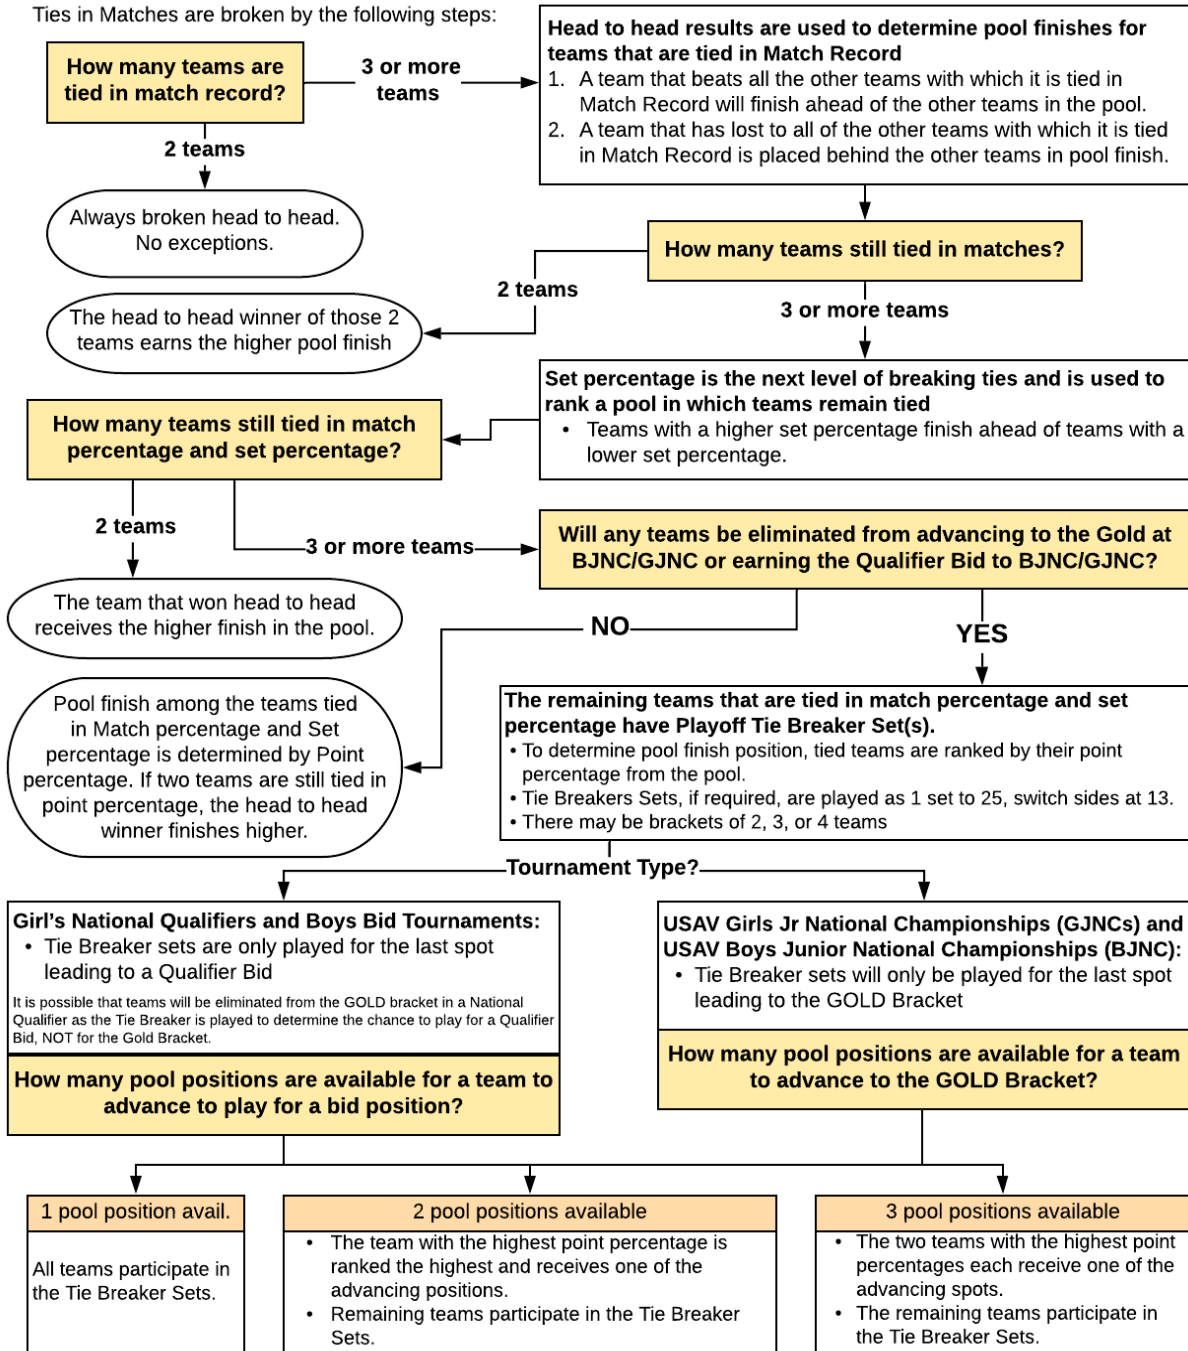 Ties in Matches are broken by the following steps:
How many teams are
tied in match record?
3 or more
teams
Head to head results are used to determine pool finishes for
teams that are tied in Match Record
1. A team that beats all the other teams with which it is tied in
Match Record will finish ahead of the other teams in the pool.
2. A team that has lost to all of the other teams with which it is tied
in Match Record is placed behind the other teams in pool finish.
2 teams
Always broken head to head.
No exceptions.
How many teams still tied in matches?
2 teams
3 or more teams
The head to head winner of those 2
teams earns the higher pool finish
Set percentage is the next level of breaking ties and is used to
rank a pool in which teams remain tied
• Teams with a higher set percentage finish ahead of teams with a
lower set percentage.
How many teams still tied in match
percentage and set percentage?
2 teams
3 or more teams
Will any teams be eliminated from advancing to the Gold at
BJNC/GJNC or earning the Qualifier Bid to BJNC/GJNC?
The team that won head to head
receives the higher finish in the pool.
NO
YES
Pool finish among the teams tied
in Match percentage and Set
percentage is determined by Point
percentage. If two teams are still tied in
point percentage, the head to head
winner finishes higher.
The remaining teams that are tied in match percentage and set
percentage have Playoff Tie Breaker Set(s).
• To determine pool finish position, tied teams are ranked by their point
percentage from the pool.
• Tie Breakers Sets, if required, are played as 1 set to 25, switch sides at 13.
• There may be brackets of 2, 3, or 4 teams
Tournament Type?
Girl's National Qualifiers and Boys Bid Tournaments:
• Tie Breaker sets are only played for the last spot
leading to a Qualifier Bid
It is possible that teams will be eliminated from the GOLD bracket in a National
Qualifier as the Tie Breaker is played to determine the chance to play for a Qualifier
Bid, NOT for the Gold Bracket.
How many pool positions are available for a team to
advance to play for a bid position?
USAV Girls Jr National Championships (GJNCs) and
USAV Boys Junior National Championships (BJNC):
• Tie Breaker sets will only be played for the last spot
leading to the GOLD Bracket
How many pool positions are available for a team
to advance to the GOLD Bracket?
1 pool position avail.
All teams participate in
the Tie Breaker Sets.
2 pool positions available
• The team with the highest point percentage is
ranked the highest and receives one of the
advancing positions.
• Remaining teams participate in the Tie Breaker
Sets.
3 pool positions available
• The two teams with the highest point
percentages each receive one of the
advancing spots.
• The remaining teams participate in
the Tie Breaker Sets.